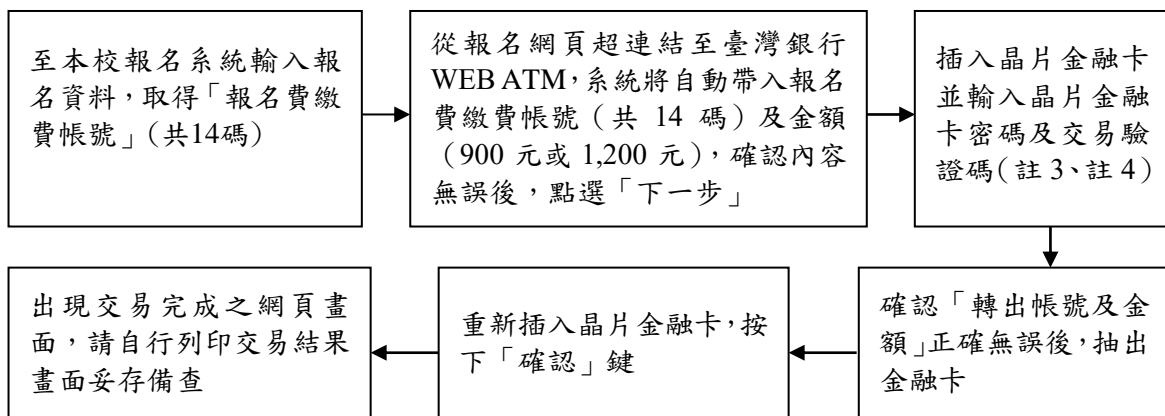 至本校報名系統輸入報
名資料，取得「報名費繳
費帳號」（共14碼）
從報名網頁超連結至臺灣銀行
WEB ATM，系統將自動帶入報名
費繳費帳號（共 14 碼）及金額
（900 元或 1,200 元），確認內容
無誤後，點選「下一步」
插入晶片金融卡
並輸入晶片金融
卡密碼及交易驗
證碼（註 3、註 4）
確認「轉出帳號及金
額」正確無誤後，抽出
金融卡
重新插入晶片金融卡，按
下「確認」鍵
出現交易完成之網頁畫
面，請自行列印交易結果
畫面妥存備查